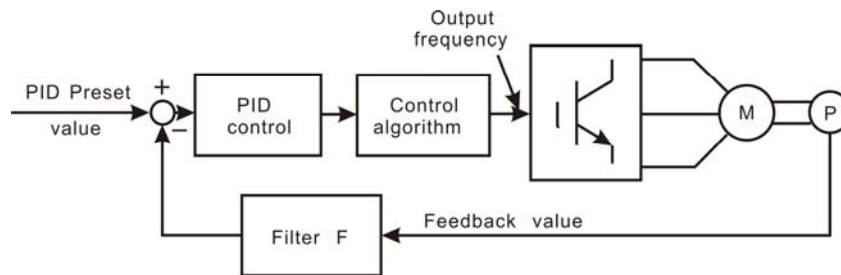 Output
frequency
PID Preset
value
+
−
PID
control
Control
algorithm
M
P
Filter F
Feedback value